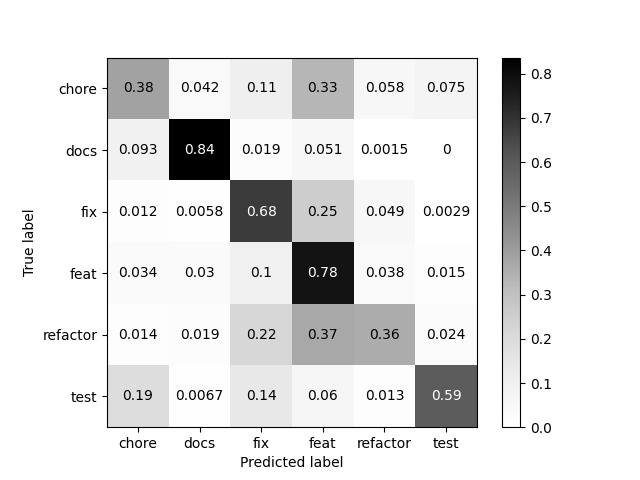 chore 0.38 0.042 0.11 0.33 0.058 0.075
docs 0.093 0.84 0.019 0.051 0.0015 0
fix 0.012 0.0058 0.68 0.25 0.049 0.0029
feat 0.034 0.03 0.1 0.78 0.038 0.015
refactor 0.014 0.019 0.22 0.37 0.36 0.024
test 0.19 0.0067 0.14 0.06 0.013 0.59
chore docs fix feat refactor test
Predicted label
True label
0.8
0.7
0.6
0.5
0.4
0.3
0.2
0.1
0.0